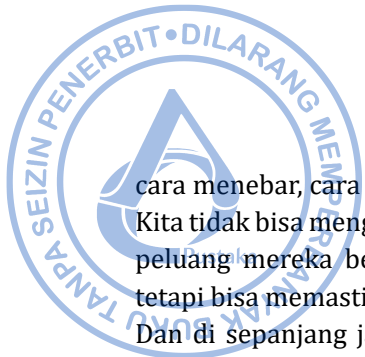 DILARANG MEMPERBANYAK BUKU TANPA SEIZIN PENERBIT
cara menebar, cara
Kita tidak bisa meng
Pustaka
peluang mereka be
tetapi bisa memasti
Dan di sepanjang j